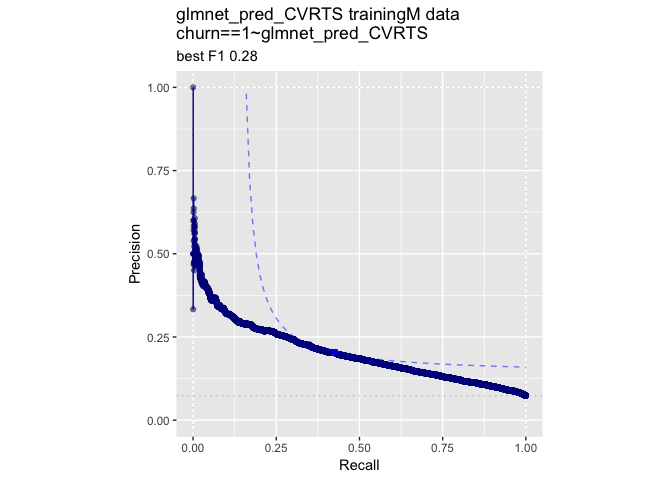 glmnet_pred_CVRTS trainingM data
churn==1~glmnet_pred_CVRTS
best F1 0.28
1.00
0.75
0.50
0.25
0.00
Precision
0.00 0.25 0.50 0.75 1.00
Recall